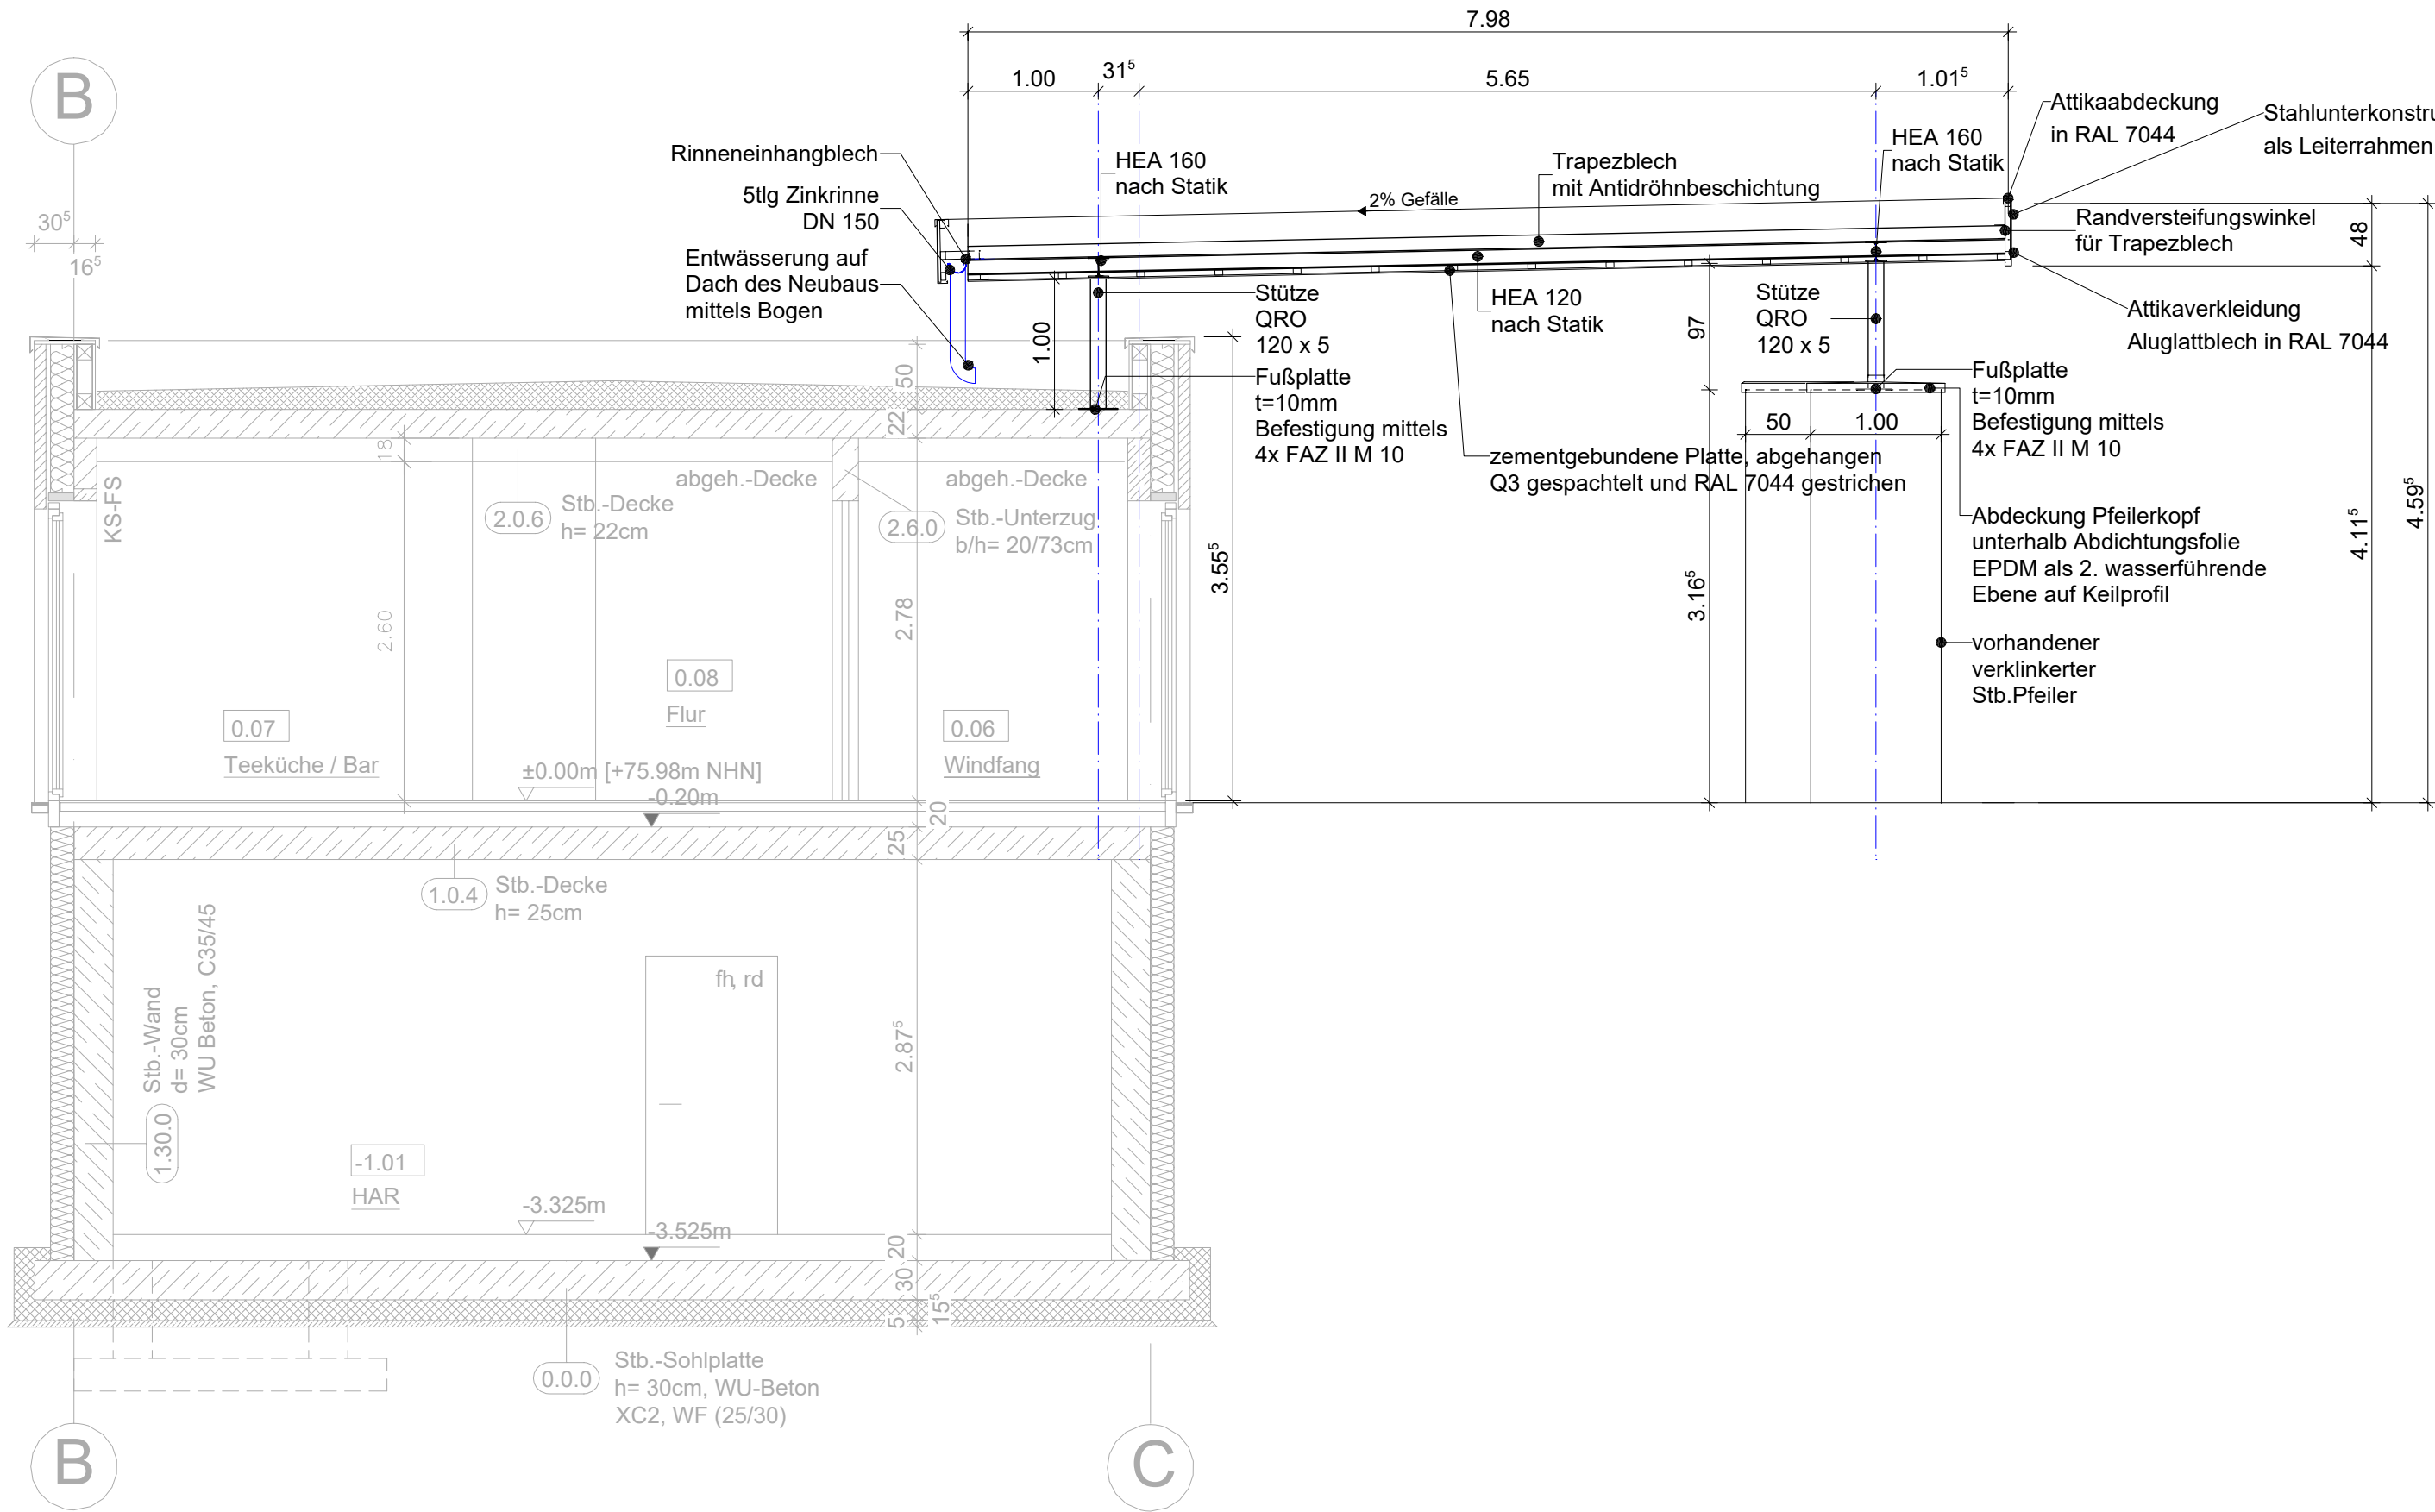 7.98
1.00
31⁵
5.65
1.01⁵
B
Attikaabdeckung
in RAL 7044
Stahlunterkonstru
als Leiterrahmen
Rinneneinhangblech
HEA 160
nach Statik
Trapezblech
mit Antidröhnbeschichtung
HEA 160
nach Statik
5tlg Zinkrinne
DN 150
2% Gefälle
Randversteifungswinkel
für Trapezblech
48
30⁵
16⁵
Entwässerung auf
Dach des Neubaus
mittels Bogen
Stütze
QRO
120 x 5
HEA 120
nach Statik
Stütze
QRO
120 x 5
97
Attikaverkleidung
Aluglattblech in RAL 7044
1.00
50
22
18
Fußplatte
t=10mm
Befestigung mittels
4x FAZ II M 10
Fußplatte
t=10mm
Befestigung mittels
4x FAZ II M 10
50
1.00
zementgebundene Platte, abgehangen
Q3 gespachtelt und RAL 7044 gestrichen
KS-FS
abgeh.-Decke
abgeh.-Decke
2.0.6
Stb.-Decke
h= 22cm
2.6.0
Stb.-Unterzug
b/h= 20/73cm
3.55⁵
3.16⁵
4.11⁵
4.59⁵
Abdeckung Pfeilerkopf
unterhalb Abdichtungsfolie
EPDM als 2. wasserführende
Ebene auf Keilprofil
2.60
2.78
vorhandener
verklinkerter
Stb.Pfeiler
0.08
Flur
0.07
Teeküche / Bar
0.06
Windfang
±0.00m [+75.98m NHN]
-0.20m
20
25
1.0.4
Stb.-Decke
h= 25cm
Stb.-Wand
d= 30cm
WU Beton, C35/45
1.30.0
fh, rd
2.87⁵
-1.01
HAR
-3.325m
-3.525m
20
30
5
15⁵
0.0.0
Stb.-Sohlplatte
h= 30cm, WU-Beton
XC2, WF (25/30)
B
C